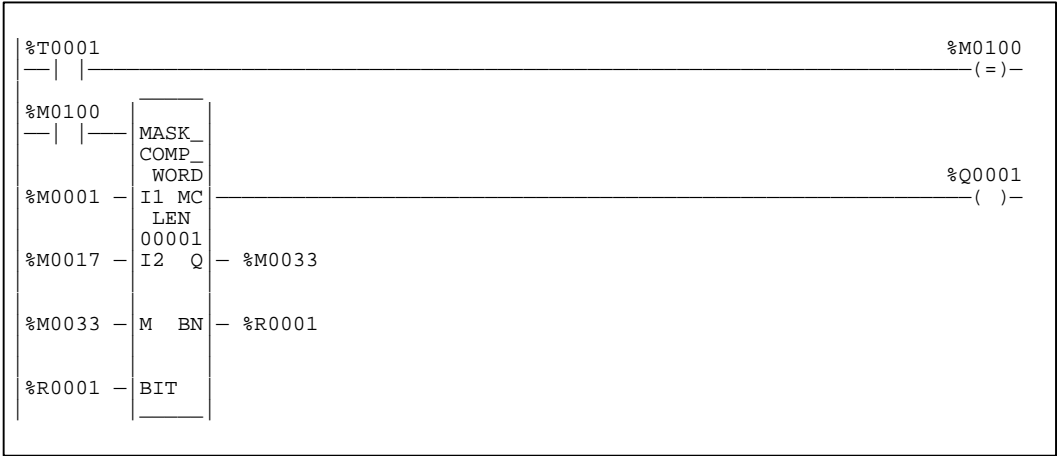 %T0001 %M0100
(=)
%M0100
MASK_
COMP_
WORD
%M0001 I1 MC %Q0001
( )
LEN
00001
%M0017 I2 Q %M0033
%M0033 M BN %R0001
%R0001 BIT